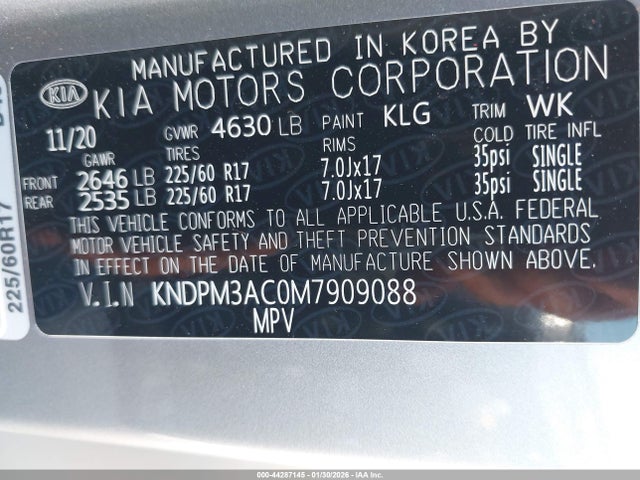 MANUFACTURED IN KOREA BY
KIA KIA MOTORS CORPORATION
11/20 GVWR 4630 LB PAINT KLG TRIM WK
GAWR TIRES RIMS COLD TIRE INFL
FRONT 2646 LB 225/60 R17 7.0Jx17 35psi SINGLE
REAR 2535 LB 225/60 R17 7.0Jx17 35psi SINGLE
THIS VEHICLE CONFORMS TO ALL APPLICABLE U.S.A. FEDERAL
MOTOR VEHICLE SAFETY AND THEFT PREVENTION STANDARDS
IN EFFECT ON THE DATE OF MANUFACTURE SHOWN ABOVE.
V.I.N KNDPM3AC0M7909088
MPV
225/60R17
000-44287145 - 01/30/2026 - IAAI.COM